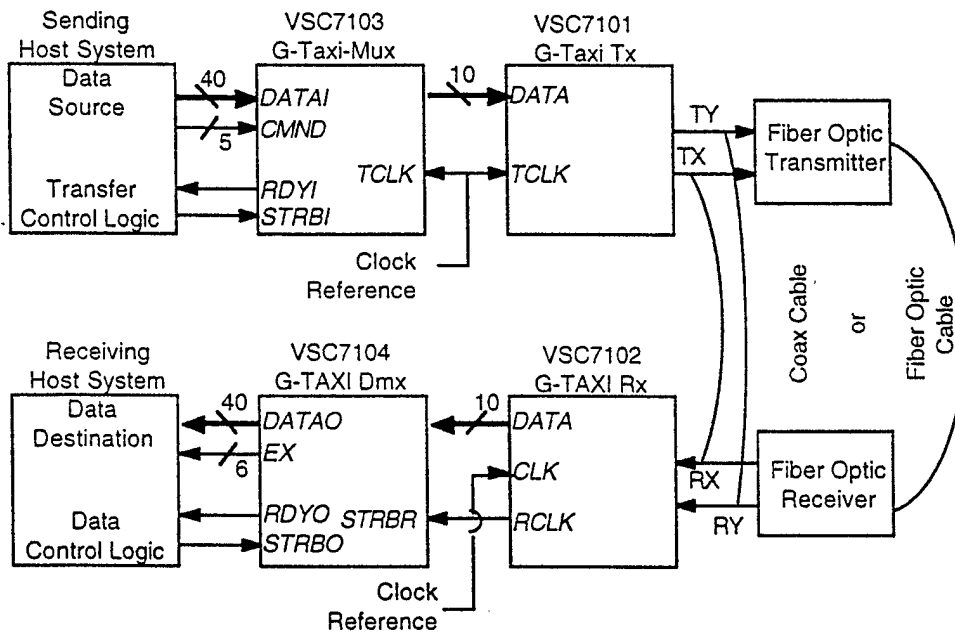 Sending
Host System
Data
Source
Transfer
Control Logic
40
5
VSC7103
G-Taxi-Mux
DATAI
CMND
RDYI
STRBI
TCLK
10
VSC7101
G-Taxi Tx
DATA
TCLK
Clock
Reference
TY
TX
Fiber Optic
Transmitter
Coax Cable
or
Fiber Optic
Cable
Receiving
Host System
Data
Destination
Data
Control Logic
40
6
VSC7104
G-TAXI Dmx
DATAO
EX
RDYO
STRBO
STRBR
10
VSC7102
G-TAXI Rx
DATA
CLK
RCLK
Clock
Reference
RX
RY
Fiber Optic
Receiver